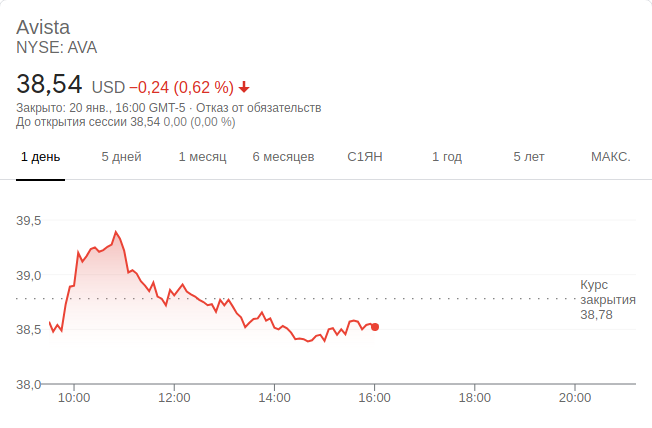 Avista
NYSE: AVA
38,54 USD −0,24 (0,62 %)
Закрыто: 20 янв., 16:00 GMT-5 · Отказ от обязательств
До открытия сессии 38,54 0,00 (0,00 %)
1 день 5 дней 1 месяц 6 месяцев С1ЯН 1 год 5 лет МАКС.
39,5
39,0
Курс
закрытия
38,78
38,5
38,0
10:00 12:00 14:00 16:00 18:00 20:00